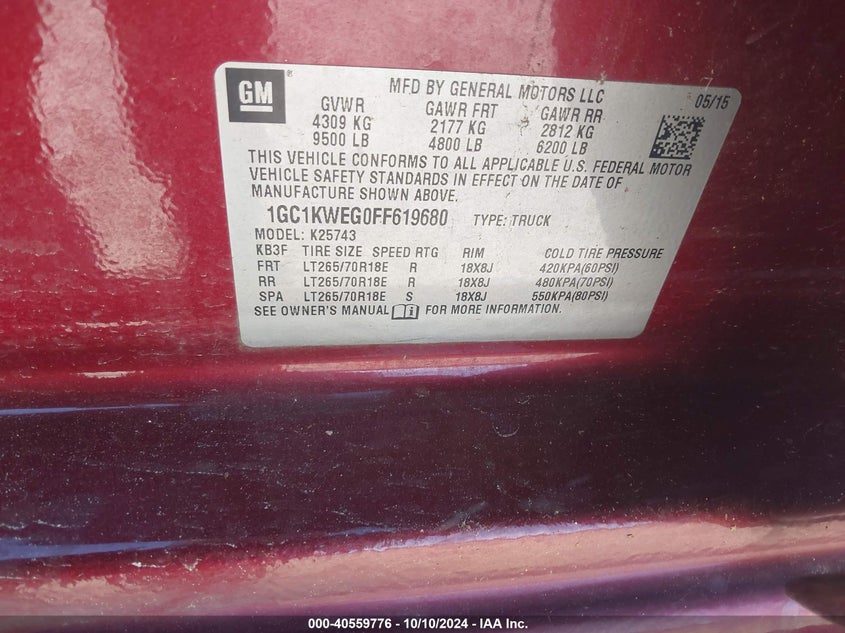 GM ®
MFD BY GENERAL MOTORS LLC 05/15
GVWR GAWR FRT GAWR RR
4309 KG 2177 KG 2812 KG
9500 LB 4800 LB 6200 LB
THIS VEHICLE CONFORMS TO ALL APPLICABLE U.S. FEDERAL MOTOR
VEHICLE SAFETY STANDARDS IN EFFECT ON THE DATE OF
MANUFACTURE SHOWN ABOVE.
1GC1KWEG0FF619680 TYPE: TRUCK
MODEL: K25743
KB3F TIRE SIZE SPEED RTG RIM COLD TIRE PRESSURE
FRT LT265/70R18E R 18X8J 420KPA(60PSI)
RR LT265/70R18E R 18X8J 480KPA(70PSI)
SPA LT265/70R18E S 18X8J 550KPA(80PSI)
SEE OWNER'S MANUAL FOR MORE INFORMATION.
000-40559776 - 10/10/2024 - IAA Inc.